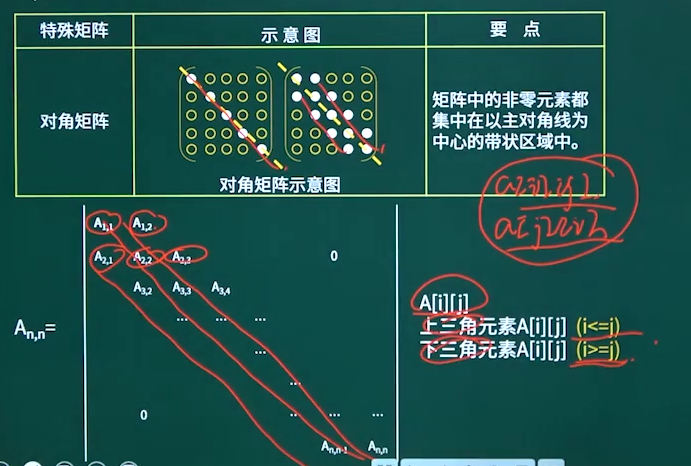 特殊矩阵 示意图 要 点
对角矩阵
矩阵中的非零元素都
集中在以主对角线为
中心的带状区域中。
对角矩阵示意图
a[i][j]
a[j][i]
A1,1 A1,2
A2,1 A2,2 A2,3 0
A3,2 A3,3 A3,4
... ... ...
...
An,n=
...
0 ... ... ...
An,n-1 An,n
A[i][j]
上三角元素A[i][j] (i<=j)
下三角元素A[i][j] (i>=j)